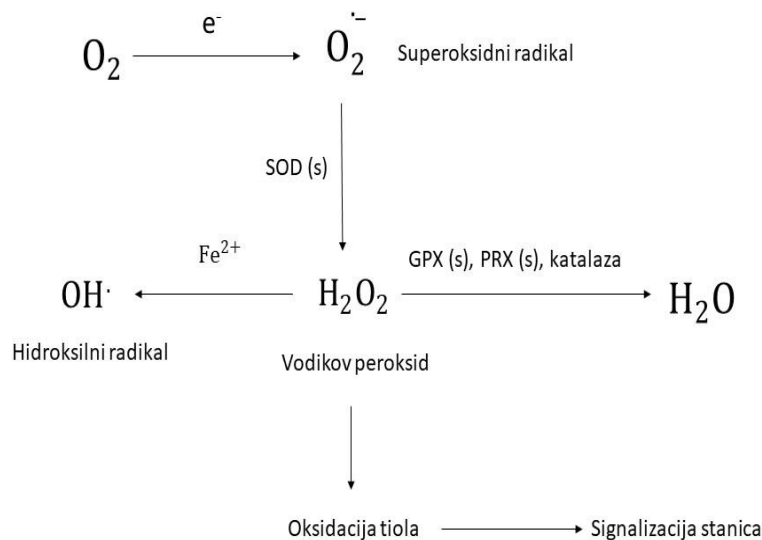 e⁻
O₂
O₂·⁻
Superoksidni radikal
SOD (s)
Fe²⁺
GPX (s), PRX (s), katalaza
OH·
H₂O₂
H₂O
Hidroksilni radikal
Vodikov peroksid
Oksidacija tiola
Signalizacija stanica